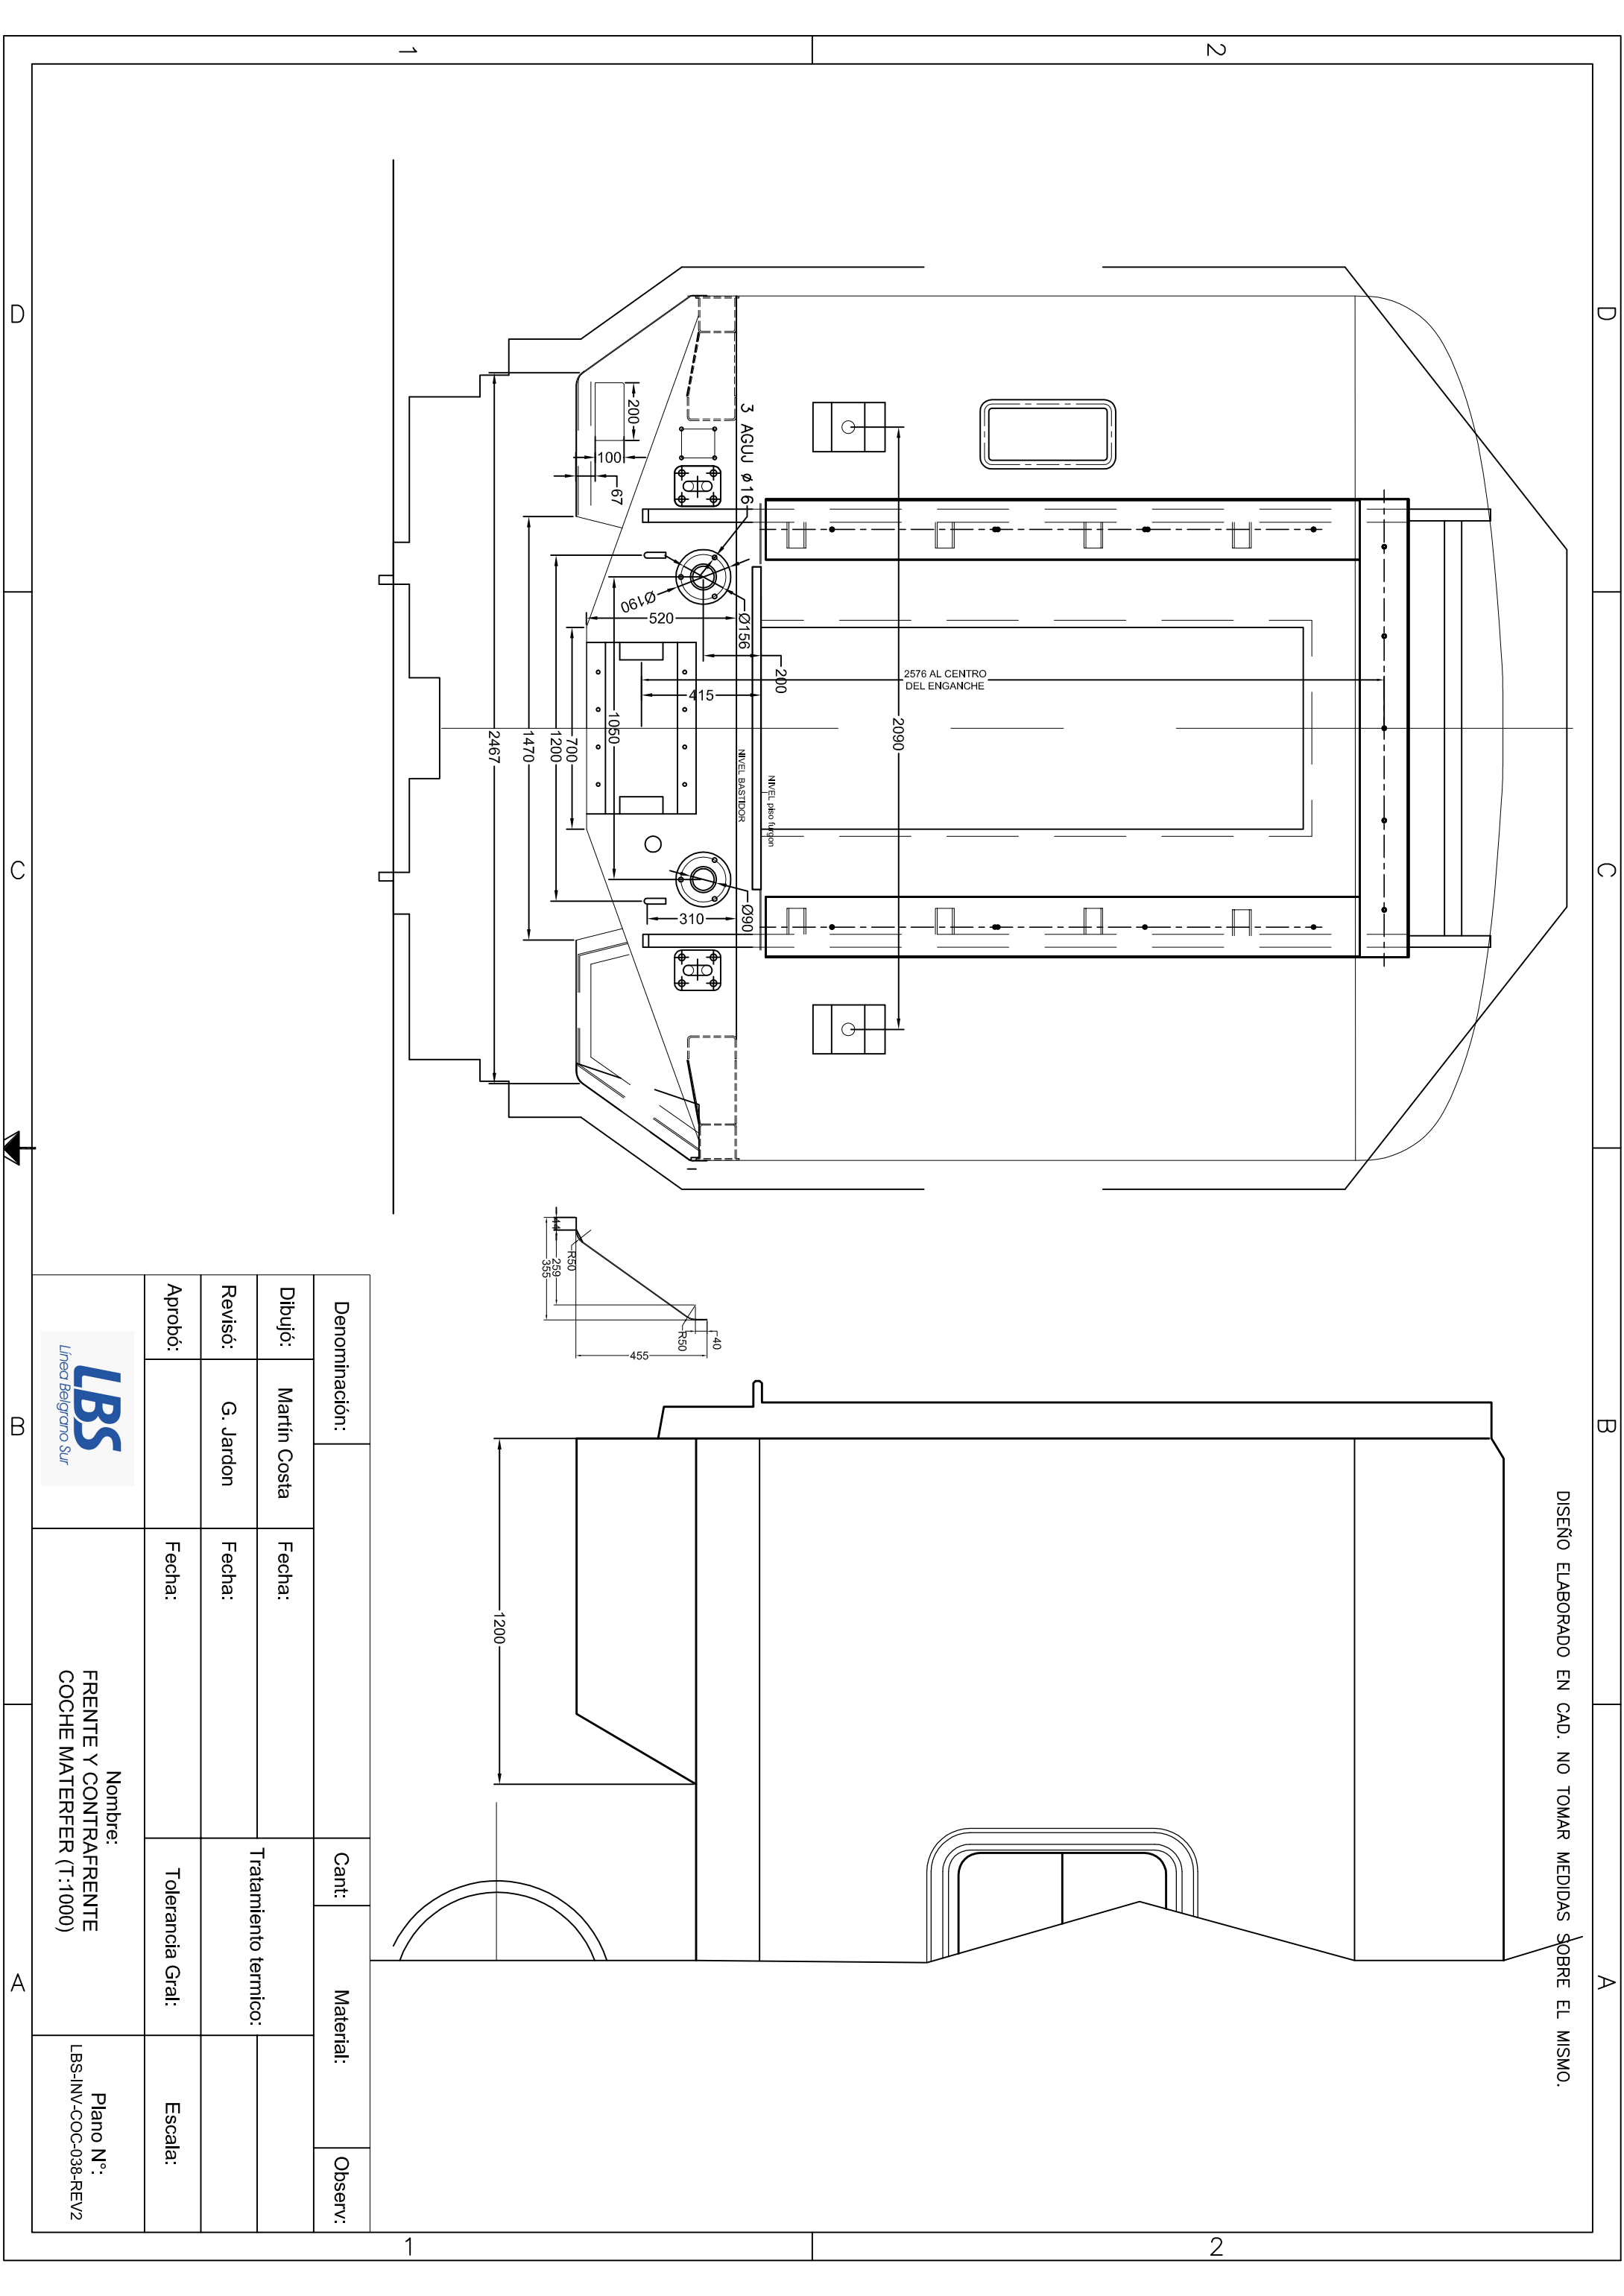 DISEÑO ELABORADO EN CAD. NO TOMAR MEDIDAS SOBRE EL MISMO.
D
C
B
A
2
2
1
1
D
C
B
A
2576 AL CENTRO
DEL ENGANCHE
2090
NIVEL piso furgon
NIVEL BASTIDOR
3 AGUJ Ø16
Ø156
Ø190
Ø90
200
415
520
310
200
100
67
1050
700
1200
1470
2467
44
259
355
R50
R50
40
455
1200
Denominación:
Cant:
Material:
Observ:
Dibujó:
Martín Costa
Fecha:
Tratamiento termico:
Revisó:
G. Jardon
Fecha:
Aprobó:
Fecha:
Tolerancia Gral:
Escala:
LBS
Línea Belgrano Sur
Nombre:
FRENTE Y CONTRAFRENTE
COCHE MATERFER (T:1000)
Plano N°:
LBS-INV-COC-038-REV2